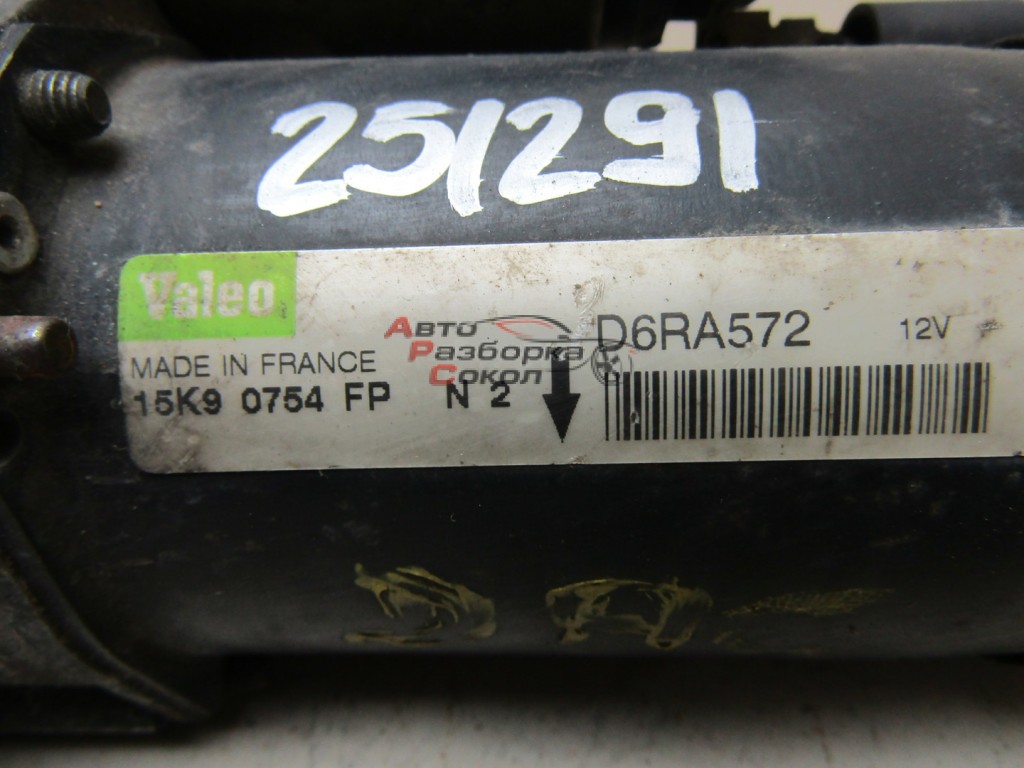 251291
Valeo
MADE IN FRANCE
15K9 0754 FP N 2
D6RA572 12V
Авто
Разборка
Сокол